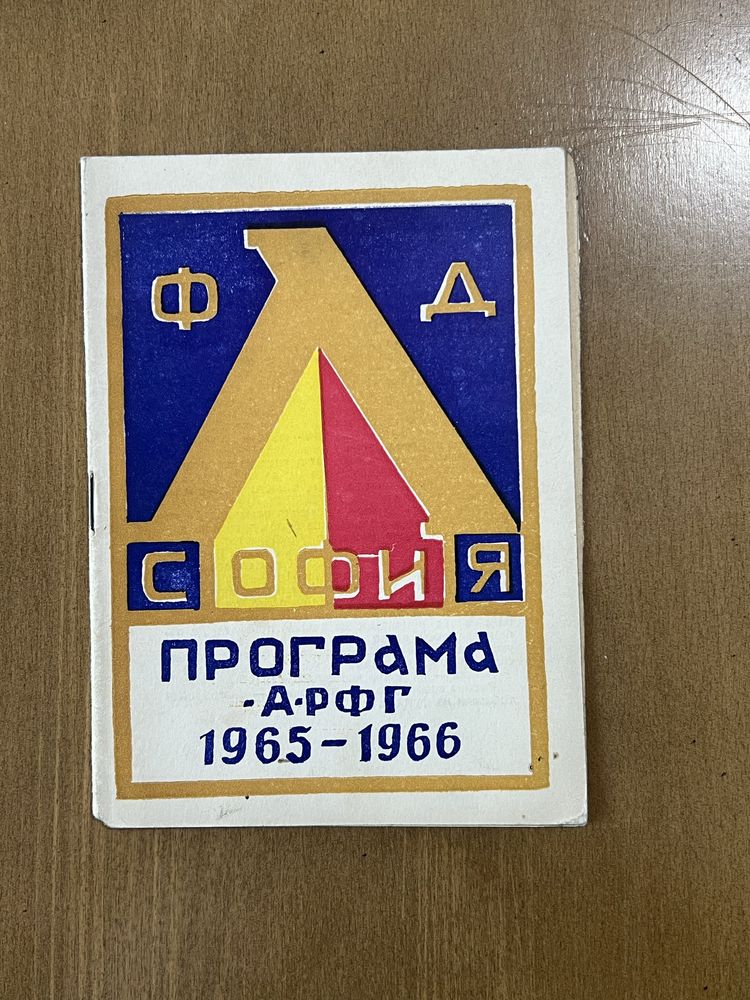 Ф Л Д
СОФИЯ
ПРОГРАМА
-А-РФГ
1965-1966